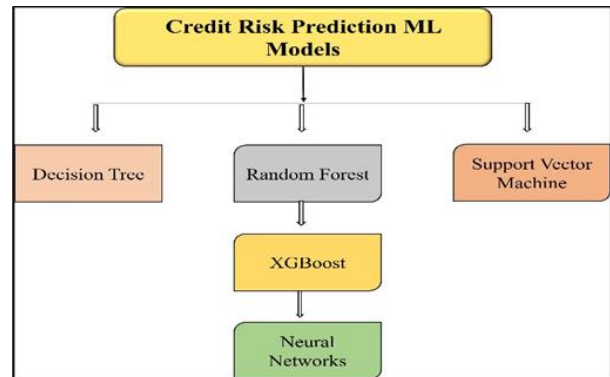 Credit Risk Prediction ML
Models
Decision Tree
Random Forest
Support Vector
Machine
XGBoost
Neural
Networks